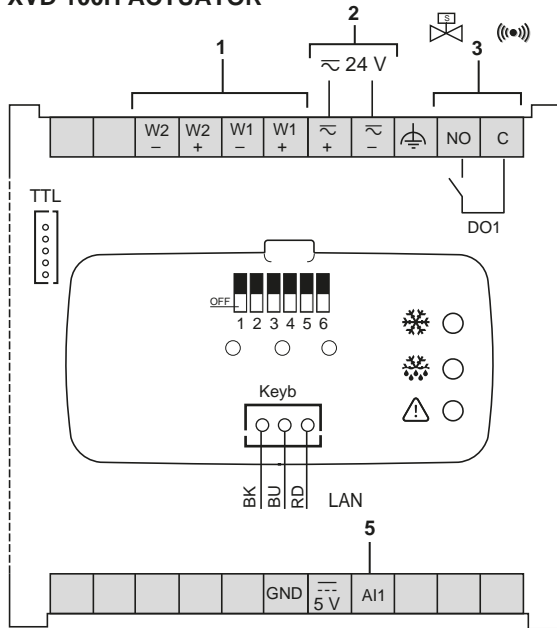 XVD 100H ACTUATOR
1
2
3
S
24 V
W2 – W2 + W1 – W1 + + – NO C
TTL
DO1
OFF
1 2 3 4 5 6
Keyb
BK BU RD LAN
5
GND 5 V AI1